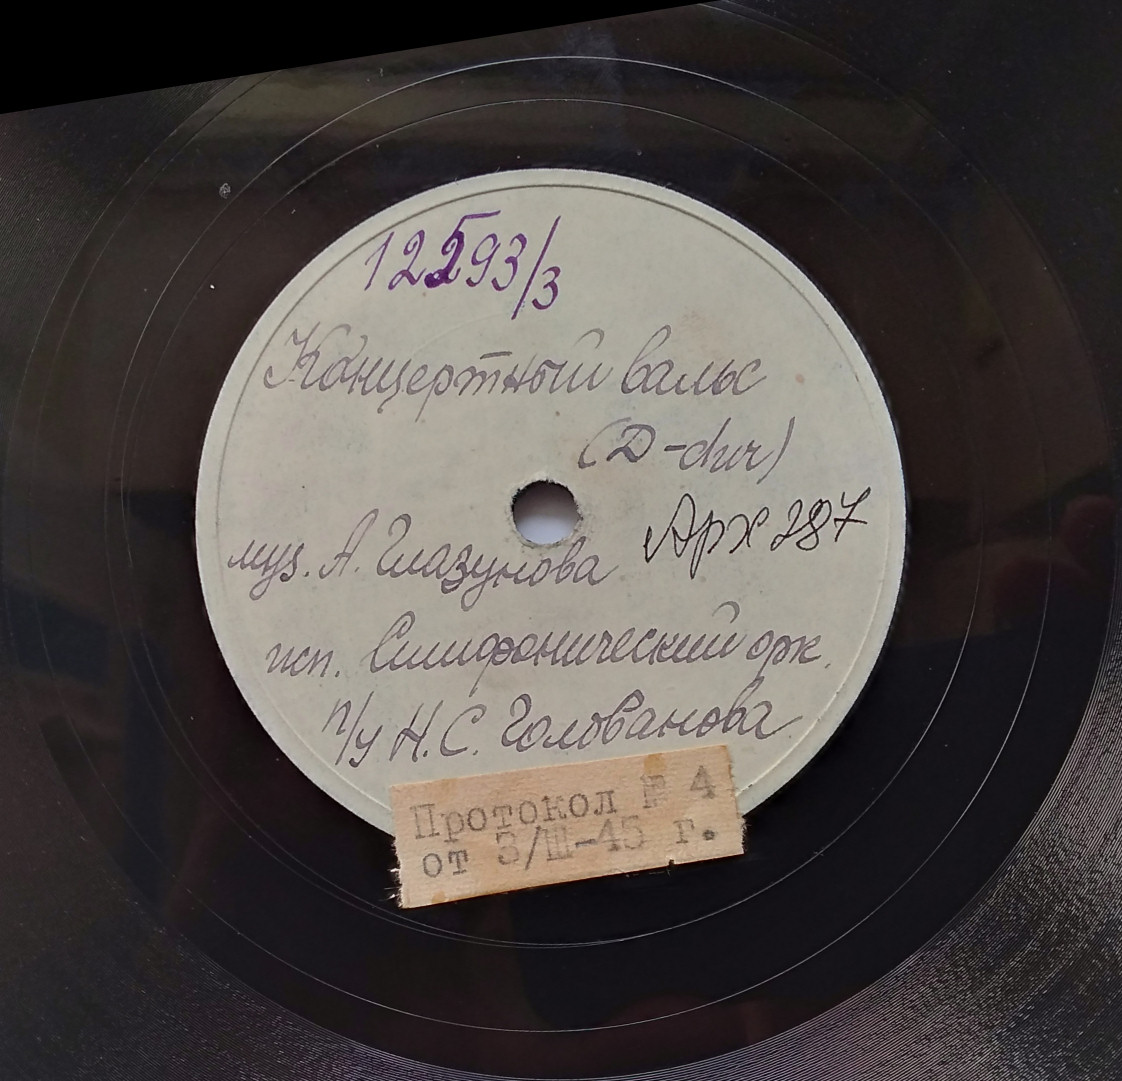 12593/3
Концертный вальс
(D-dur)
Арх 287
муз. А. Глазунова
исп. Симфонический орк.
п/у Н.С. Голованова
Протокол № 4
от 3/III-45 г.